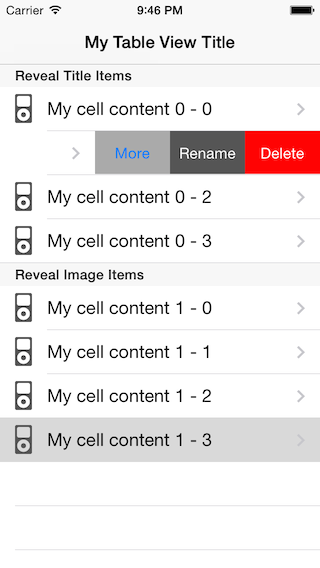 Carrier 9:46 PM
My Table View Title
Reveal Title Items
My cell content 0 - 0
More Rename Delete
My cell content 0 - 2
My cell content 0 - 3
Reveal Image Items
My cell content 1 - 0
My cell content 1 - 1
My cell content 1 - 2
My cell content 1 - 3